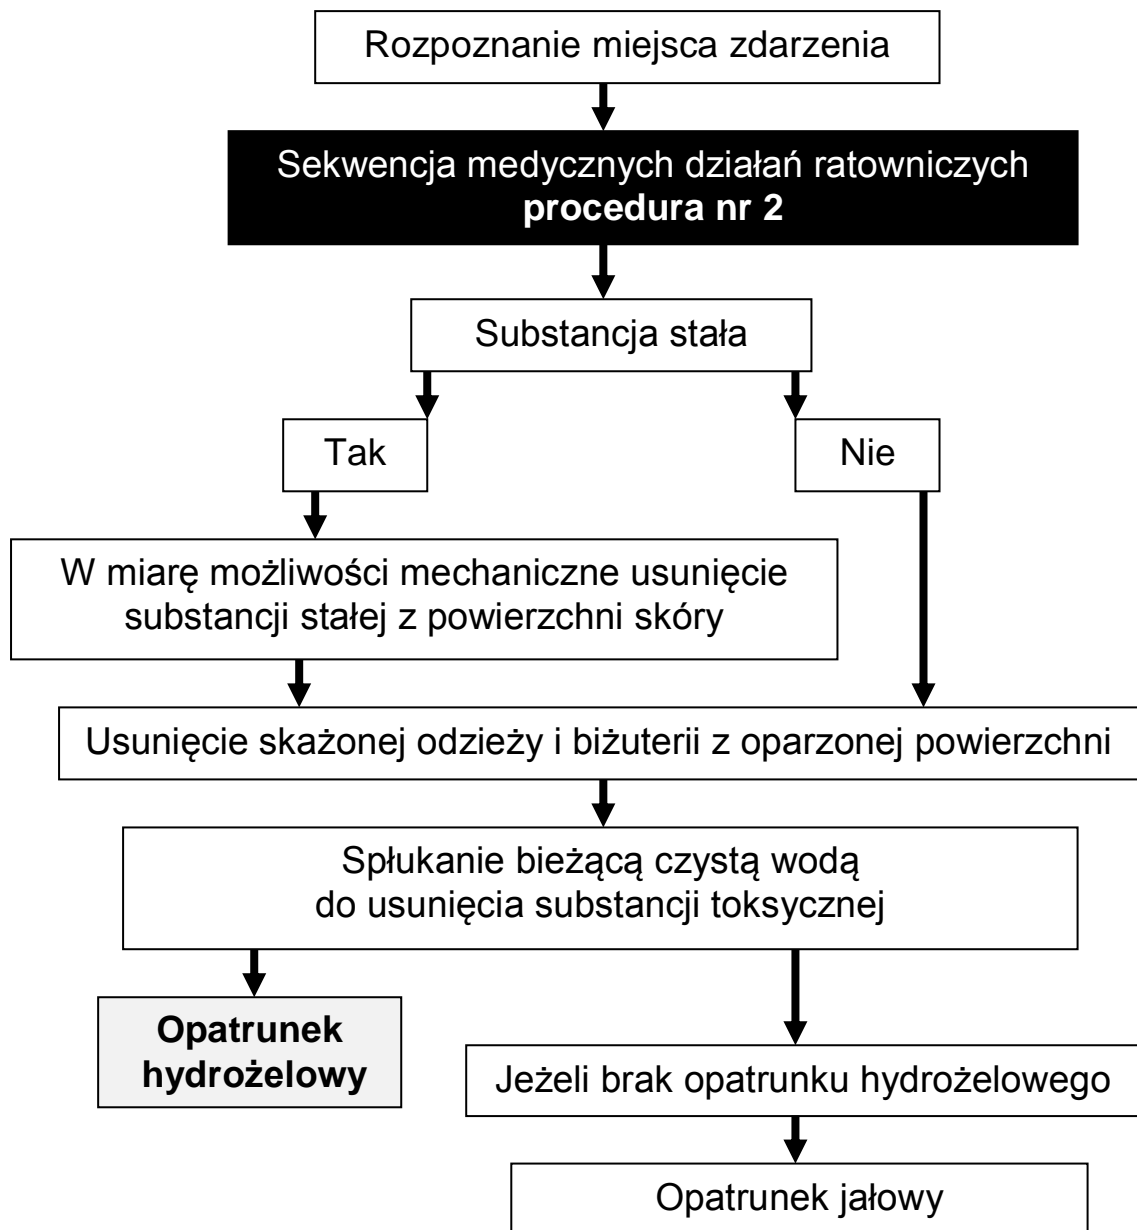 Rozpoznanie miejsca zdarzenia
Sekwencja medycznych działań ratowniczych
procedura nr 2
Substancja stała
Tak
Nie
W miarę możliwości mechaniczne usunięcie
substancji stałej z powierzchni skóry
Usunięcie skażonej odzieży i biżuterii z oparzonej powierzchni
Spłukanie bieżącą czystą wodą
do usunięcia substancji toksycznej
Opatrunek
hydrożelowy
Jeżeli brak opatrunku hydrożelowego
Opatrunek jałowy